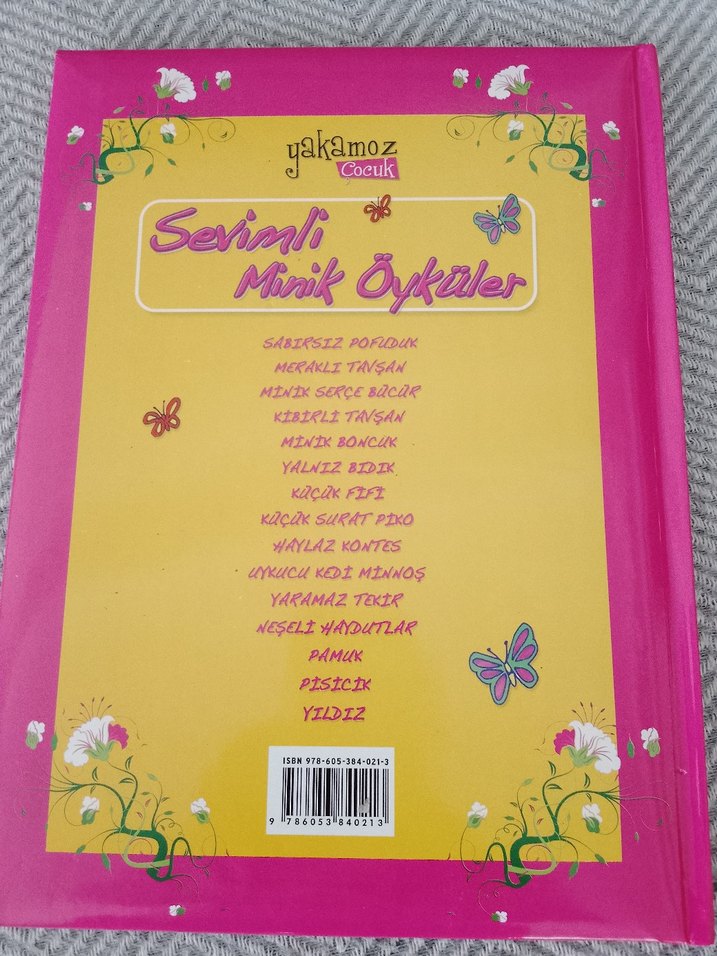 yakamoz
Çocuk
Sevimli
Minik Öyküler
SABIRSIZ POFUDUK
MERAKLI TAVŞAN
MİNİK SERÇE BÜCÜR
KİBİRLİ TAVŞAN
MİNİK BONCUK
YALNIZ BIDIK
KÜÇÜK FİFİ
KÜÇÜK SURAT PİKO
HAYLAZ KONTES
UYKUCU KEDİ MİNNOŞ
YARAMAZ TEKİR
NEŞELİ HAYDUTLAR
PAMUK
PİSİCİK
YILDIZ
ISBN 978-605-384-021-3
9 786053 840213